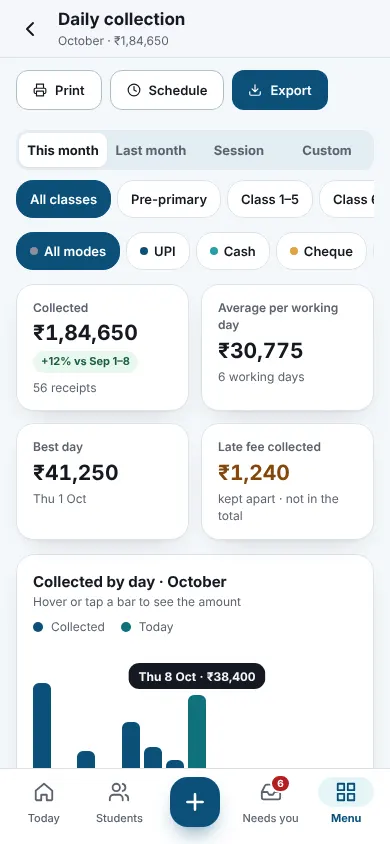 Daily collection
October · ₹1,84,650
Print
Schedule
Export
This month
Last month
Session
Custom
All classes
Pre-primary
Class 1–5
Class
All modes
UPI
Cash
Cheque
Collected
₹1,84,650
+12% vs Sep 1–8
56 receipts
Average per working
day
₹30,775
6 working days
Best day
₹41,250
Thu 1 Oct
Late fee collected
₹1,240
kept apart · not in the
total
Collected by day · October
Hover or tap a bar to see the amount
Collected
Today
Thu 8 Oct · ₹38,400
Today
Students
6
Needs you
Menu